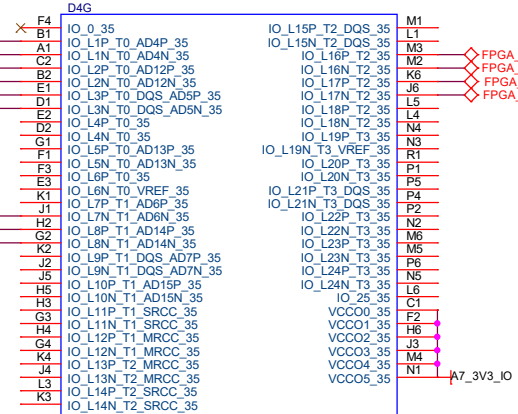 D4G
F4 IO_0_35 IO_L15P_T2_DQS_35 M1
B1 IO_L1P_T0_AD4P_35 IO_L15N_T2_DQS_35 L1
A1 IO_L1N_T0_AD4N_35 IO_L16P_T2_35 M3 FPGA_
C2 IO_L2P_T0_AD12P_35 IO_L16N_T2_35 M2 FPGA_
B2 IO_L2N_T0_AD12N_35 IO_L17P_T2_35 K6 FPGA_
E1 IO_L3P_T0_DQS_AD5P_35 IO_L17N_T2_35 J6 FPGA_
D1 IO_L3N_T0_DQS_AD5N_35 IO_L18P_T2_35 L5
E2 IO_L4P_T0_35 IO_L18N_T2_35 L4
D2 IO_L4N_T0_35 IO_L19P_T3_35 N4
G1 IO_L5P_T0_AD13P_35 IO_L19N_T3_VREF_35 N3
F1 IO_L5N_T0_AD13N_35 IO_L20P_T3_35 R1
F3 IO_L6P_T0_35 IO_L20N_T3_35 P1
E3 IO_L6N_T0_VREF_35 IO_L21P_T3_DQS_35 P5
K1 IO_L7P_T1_AD6P_35 IO_L21N_T3_DQS_35 P4
J1 IO_L7N_T1_AD6N_35 IO_L22P_T3_35 P2
H2 IO_L8P_T1_AD14P_35 IO_L22N_T3_35 N2
G2 IO_L8N_T1_AD14N_35 IO_L23P_T3_35 M6
K2 IO_L9P_T1_DQS_AD7P_35 IO_L23N_T3_35 M5
J2 IO_L9N_T1_DQS_AD7N_35 IO_L24P_T3_35 P6
J5 IO_L10P_T1_AD15P_35 IO_L24N_T3_35 N5
H5 IO_L10N_T1_AD15N_35 IO_25_35 L6
H3 IO_L11P_T1_SRCC_35 VCCO0_35 C1
G3 IO_L11N_T1_SRCC_35 VCCO1_35 F2
H4 IO_L12P_T1_MRCC_35 VCCO2_35 H6
G4 IO_L12N_T1_MRCC_35 VCCO3_35 J3
K4 IO_L13P_T2_MRCC_35 VCCO4_35 M4
J4 IO_L13N_T2_MRCC_35 VCCO5_35 N1 A7_3V3_IO
L3 IO_L14P_T2_SRCC_35
K3 IO_L14N_T2_SRCC_35